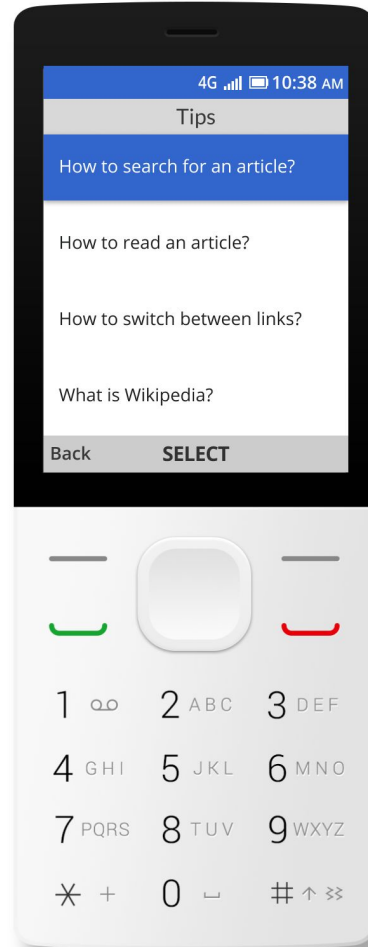 4G 10:38 AM
Tips
How to search for an article?
How to read an article?
How to switch between links?
What is Wikipedia?
Back SELECT
1 2 ABC 3 DEF
4 GHI 5 JKL 6 MNO
7 PQRS 8 TUV 9 WXYZ
* + 0 #